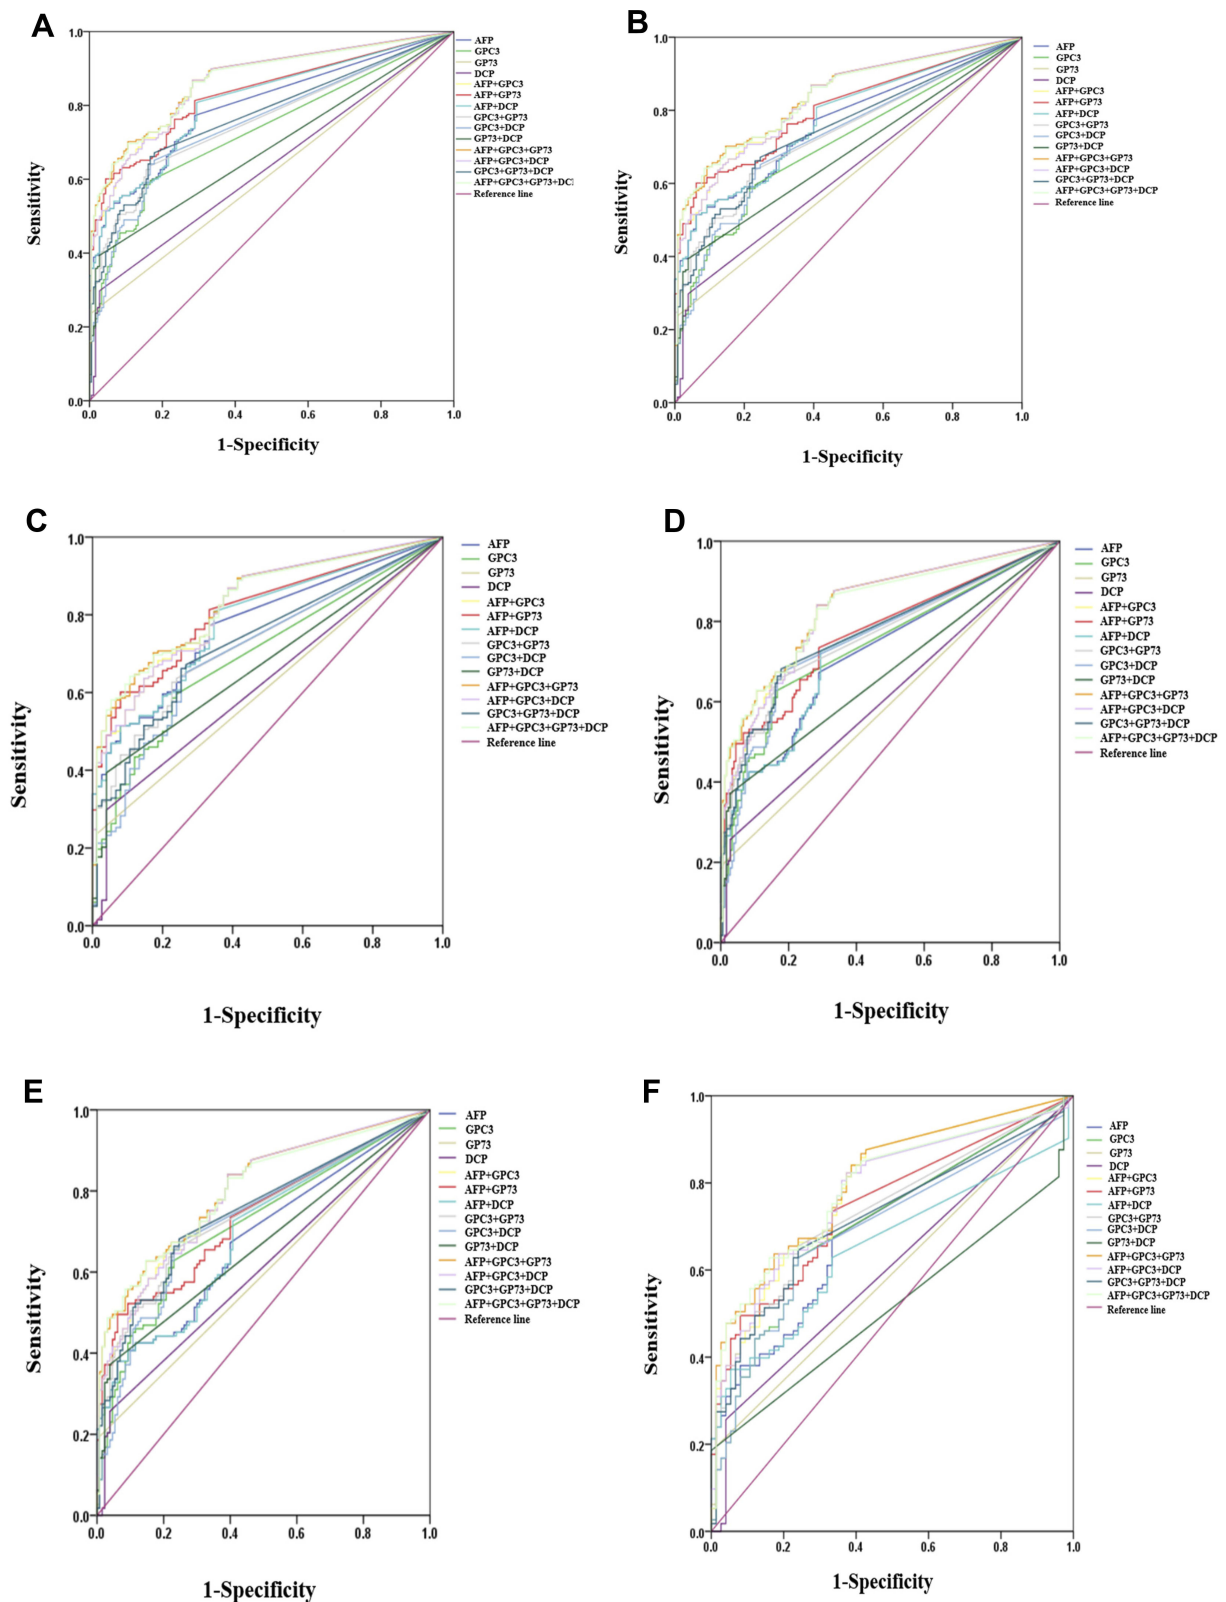 A
1.0
0.8
0.6
0.4
0.2
0.0
0.0 0.2 0.4 0.6 0.8 1.0
Sensitivity
1-Specificity
AFP
GPC3
GP73
DCP
AFP+GPC3
AFP+GP73
AFP+DCP
GPC3+GP73
GPC3+DCP
GP73+DCP
AFP+GPC3+GP73
AFP+GPC3+DCP
GPC3+GP73+DCP
AFP+GPC3+GP73+DC
Reference line
B
1.0
0.8
0.6
0.4
0.2
0.0
0.0 0.2 0.4 0.6 0.8 1.0
Sensitivity
1-Specificity
AFP
GPC3
GP73
DCP
AFP+GPC3
AFP+GP73
AFP+DCP
GPC3+GP73
GPC3+DCP
GP73+DCP
AFP+GPC3+GP73
AFP+GPC3+DCP
GPC3+GP73+DCP
AFP+GPC3+GP73+DCP
Reference line
C
1.0
0.8
0.6
0.4
0.2
0.0
0.0 0.2 0.4 0.6 0.8 1.0
Sensitivity
1-Specificity
AFP
GPC3
GP73
DCP
AFP+GPC3
AFP+GP73
AFP+DCP
GPC3+GP73
GPC3+DCP
GP73+DCP
AFP+GPC3+GP73
AFP+GPC3+DCP
GPC3+GP73+DCP
AFP+GPC3+GP73+DCP
Reference line
D
1.0
0.8
0.6
0.4
0.2
0.0
0.0 0.2 0.4 0.6 0.8 1.0
Sensitivity
1-Specificity
AFP
GPC3
GP73
DCP
AFP+GPC3
AFP+GP73
AFP+DCP
GPC3+GP73
GPC3+DCP
GP73+DCP
AFP+GPC3+GP73
AFP+GPC3+DCP
GPC3+GP73+DCP
AFP+GPC3+GP73+DCP
Reference line
E
1.0
0.8
0.6
0.4
0.2
0.0
0.0 0.2 0.4 0.6 0.8 1.0
Sensitivity
1-Specificity
AFP
GPC3
GP73
DCP
AFP+GPC3
AFP+GP73
AFP+DCP
GPC3+GP73
GPC3+DCP
GP73+DCP
AFP+GPC3+GP73
AFP+GPC3+DCP
GPC3+GP73+DCP
AFP+GPC3+GP73+DCP
Reference line
F
1.0
0.8
0.6
0.4
0.2
0.0
0.0 0.2 0.4 0.6 0.8 1.0
Sensitivity
1-Specificity
AFP
GPC3
GP73
DCP
AFP+GPC3
AFP+GP73
AFP+DCP
GPC3+GP73
GPC3+DCP
GP73+DCP
AFP+GPC3+GP73
AFP+GPC3+DCP
GPC3+GP73+DCP
AFP+GPC3+GP73+DCP
Reference line